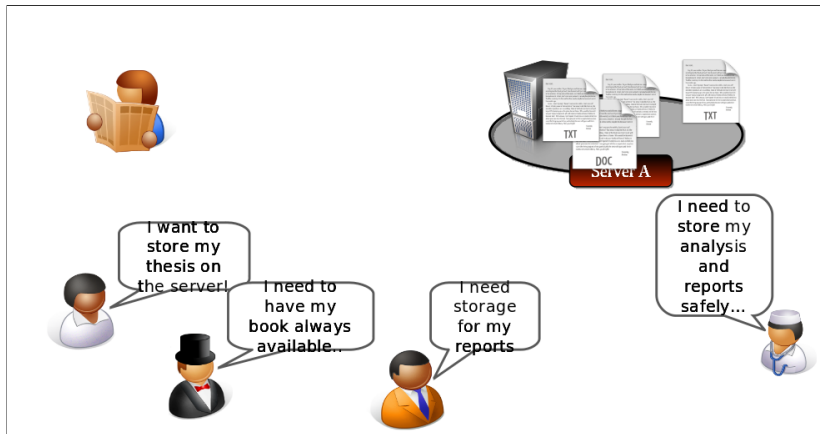 TXT
TXT
DOC
Server A
I want to
store my
thesis on
the server!
I need to
have my
book always
available..
I need
storage
for my
reports
I need to
store my
analysis
and
reports
safely...